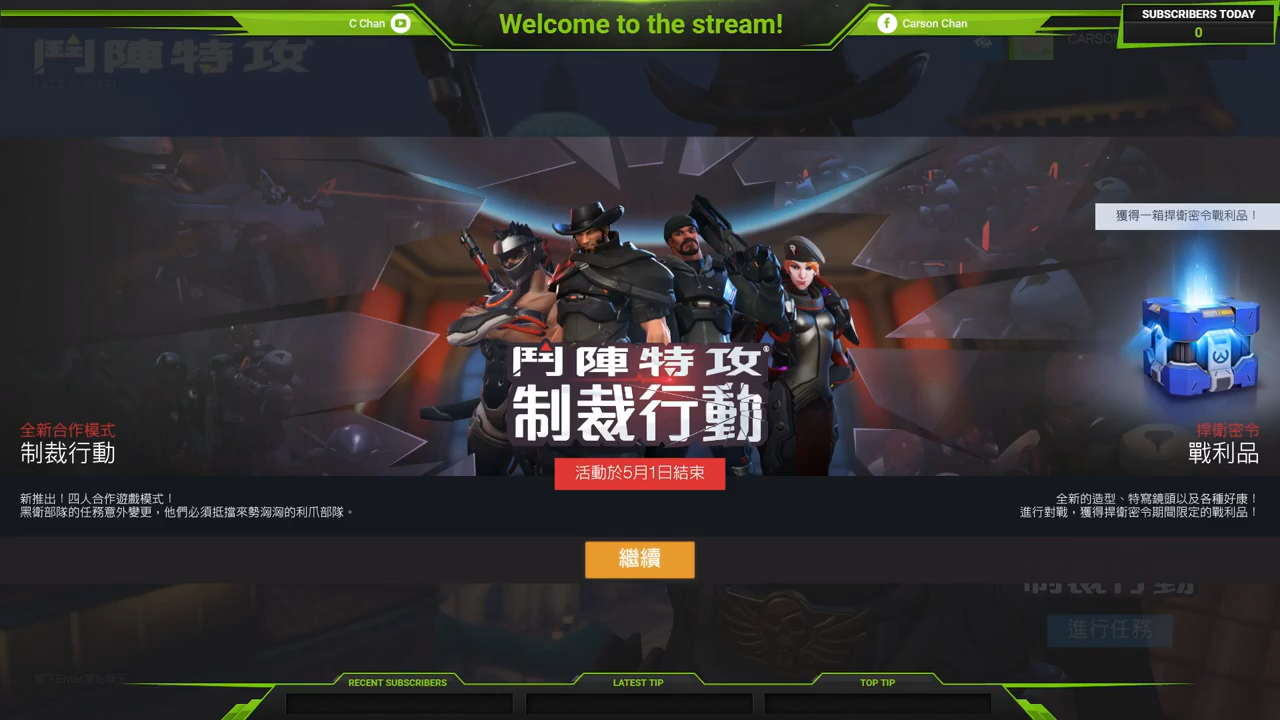 C Chan
Welcome to the stream!
Carson Chan
SUBSCRIBERS TODAY
0
鬥陣特攻
CARSO
獲得一箱捍衛密令戰利品！
鬥陣特攻®
制裁行動
活動於5月1日結束
全新合作模式
制裁行動
捍衛密令
戰利品
新推出！四人合作遊戲模式！
黑衛部隊的任務意外變更，他們必須抵擋來勢洶洶的利爪部隊。
全新的造型、特寫鏡頭以及各種好康！
進行對戰，獲得捍衛密令期間限定的戰利品！
繼續
制裁行動
進行任務
RECENT SUBSCRIBERS
LATEST TIP
TOP TIP